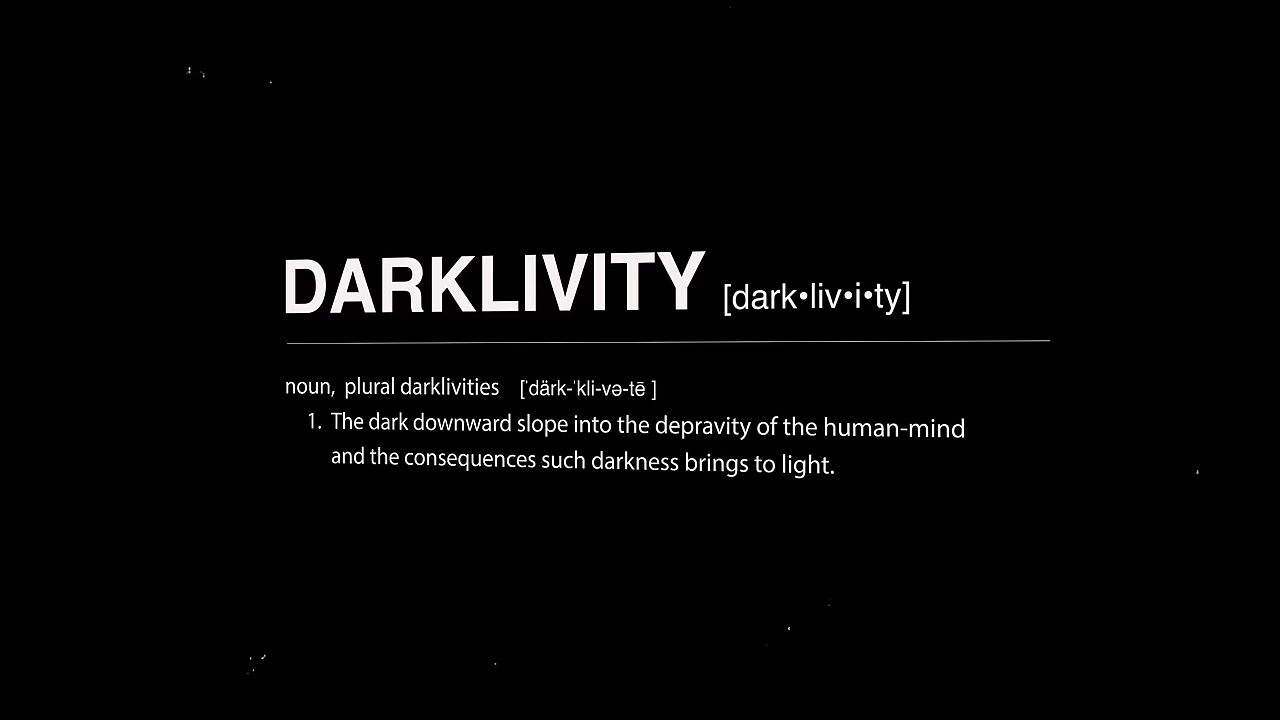 DARKLIVITY [dark•liv•i•ty]
noun, plural darklivities [ˈdärk-ˈkli-və-tē ]
1. The dark downward slope into the depravity of the human-mind
and the consequences such darkness brings to light.